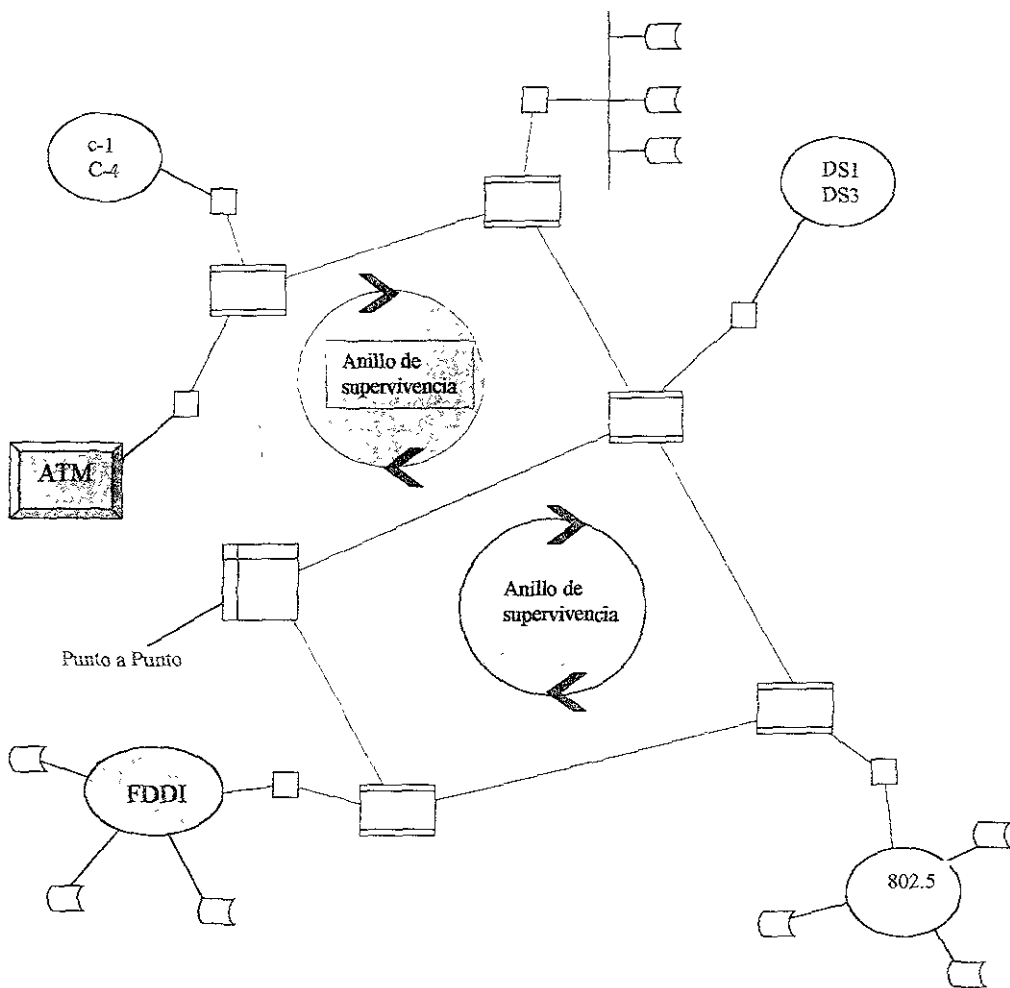 c-1
C-4
DS1
DS3
Anillo de
supervivencia
ATM
Anillo de
supervivencia
Punto a Punto
FDDI
802.5